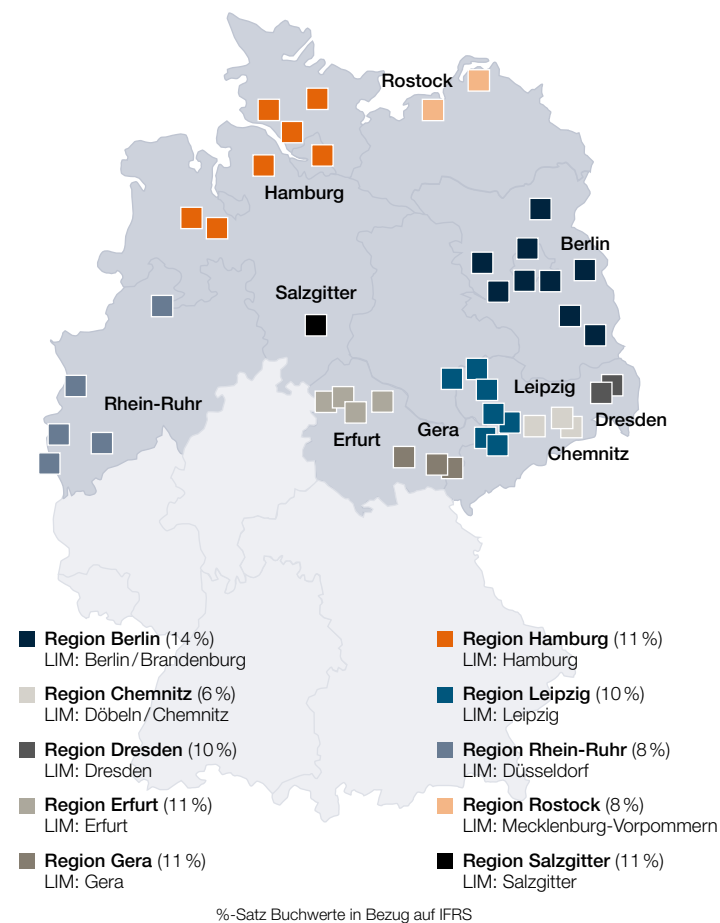 Rostock
Hamburg
Berlin
Salzgitter
Rhein-Ruhr
Leipzig
Dresden
Erfurt
Gera
Chemnitz
Region Berlin (14 %)
LIM: Berlin/Brandenburg
Region Chemnitz (6 %)
LIM: Döbeln/Chemnitz
Region Dresden (10 %)
LIM: Dresden
Region Erfurt (11 %)
LIM: Erfurt
Region Gera (11 %)
LIM: Gera
Region Hamburg (11 %)
LIM: Hamburg
Region Leipzig (10 %)
LIM: Leipzig
Region Rhein-Ruhr (8 %)
LIM: Düsseldorf
Region Rostock (8 %)
LIM: Mecklenburg-Vorpommern
Region Salzgitter (11 %)
LIM: Salzgitter
%-Satz Buchwerte in Bezug auf IFRS